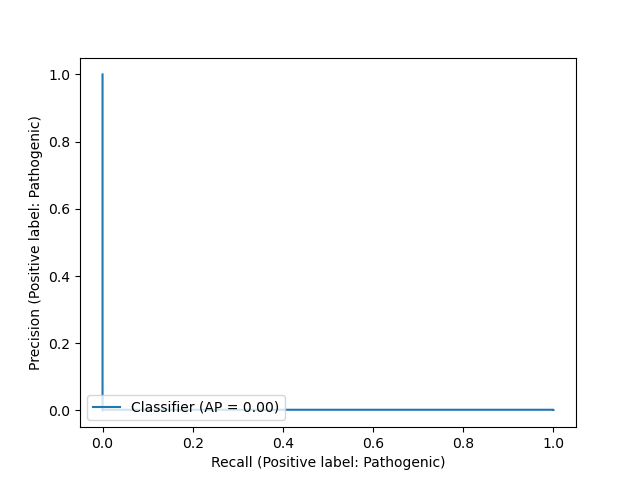 1.0
0.8
0.6
0.4
0.2
0.0
Precision (Positive label: Pathogenic)
Classifier (AP = 0.00)
0.0 0.2 0.4 0.6 0.8 1.0
Recall (Positive label: Pathogenic)